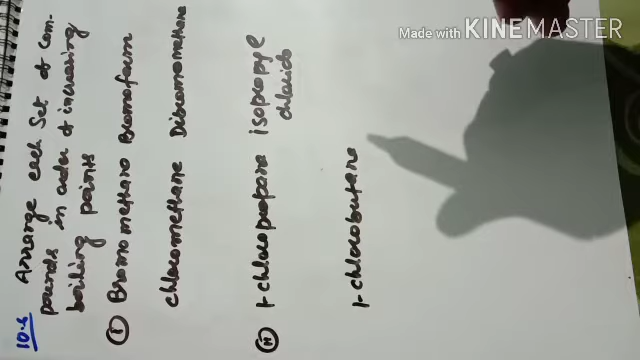 10.4 Arrange each set of com-
pounds in order of increasing
boiling points
(i) Bromomethane Bromoform
chloromethane Dibromomethane
(ii) 1-chloropropane isopropyl
chloride
1-chlorobutane
Made with KINEMASTER